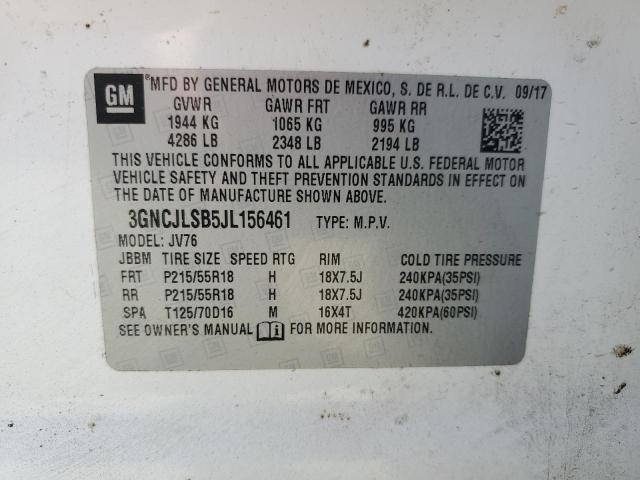 GM ®MFD BY GENERAL MOTORS DE MEXICO, S. DE R.L. DE C.V. 09/17
GVWR GAWR FRT GAWR RR
1944 KG 1065 KG 995 KG
4286 LB 2348 LB 2194 LB
THIS VEHICLE CONFORMS TO ALL APPLICABLE U.S. FEDERAL MOTOR
VEHICLE SAFETY AND THEFT PREVENTION STANDARDS IN EFFECT ON
THE DATE OF MANUFACTURE SHOWN ABOVE.
3GNCJLSB5JL156461 TYPE: M.P.V.
MODEL: JV76
JBBM TIRE SIZE SPEED RTG RIM COLD TIRE PRESSURE
FRT P215/55R18 H 18X7.5J 240KPA(35PSI)
RR P215/55R18 H 18X7.5J 240KPA(35PSI)
SPA T125/70D16 M 16X4T 420KPA(60PSI)
SEE OWNER'S MANUAL FOR MORE INFORMATION.